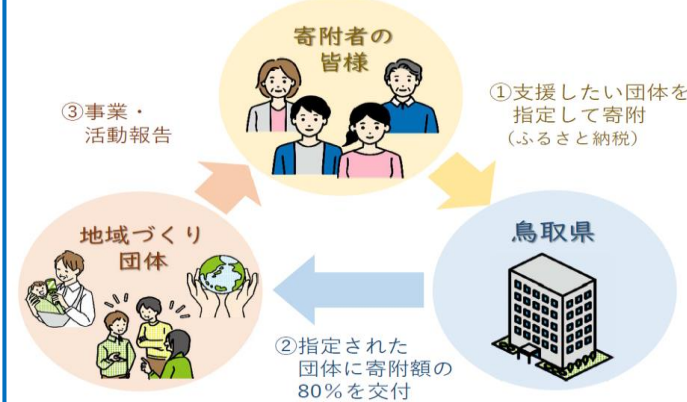 寄附者の
皆様
①支援したい団体を
指定して寄附
(ふるさと納税)
鳥取県
②指定された
団体に寄附額の
80%を交付
地域づくり
団体
③事業・
活動報告